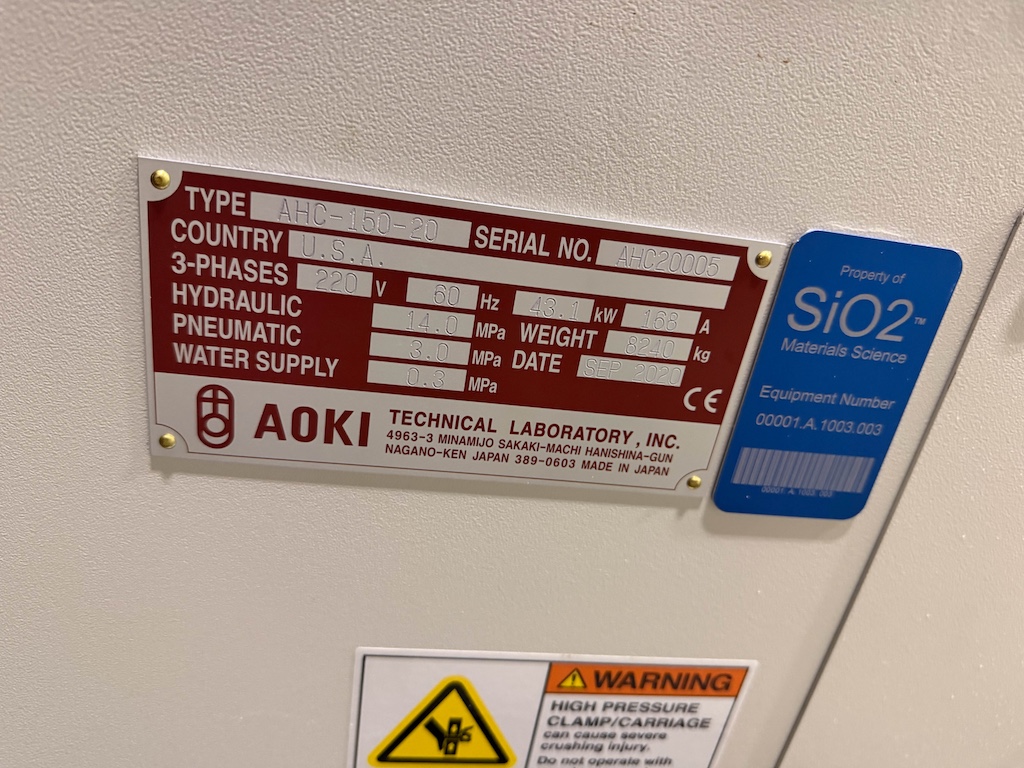 TYPE AHC-150-20 SERIAL NO. AHC20005
COUNTRY U.S.A.
3-PHASES 220 V 60 Hz 43.1 kW 168 A
HYDRAULIC 14.0 MPa WEIGHT 8240 kg
PNEUMATIC 3.0 MPa DATE SEP 2020
WATER SUPPLY 0.3 MPa CE
AOKI TECHNICAL LABORATORY, INC.
4963-3 MINAMIJO SAKAKI-MACHI HANISHINA-GUN
NAGANO-KEN JAPAN 389-0603 MADE IN JAPAN
Property of
SiO2™
Materials Science
Equipment Number
00001.A.1003.003
00001.A.1003.003
WARNING
HIGH PRESSURE
CLAMP/CARRIAGE
can cause severe
crushing injury.
Do not operate with